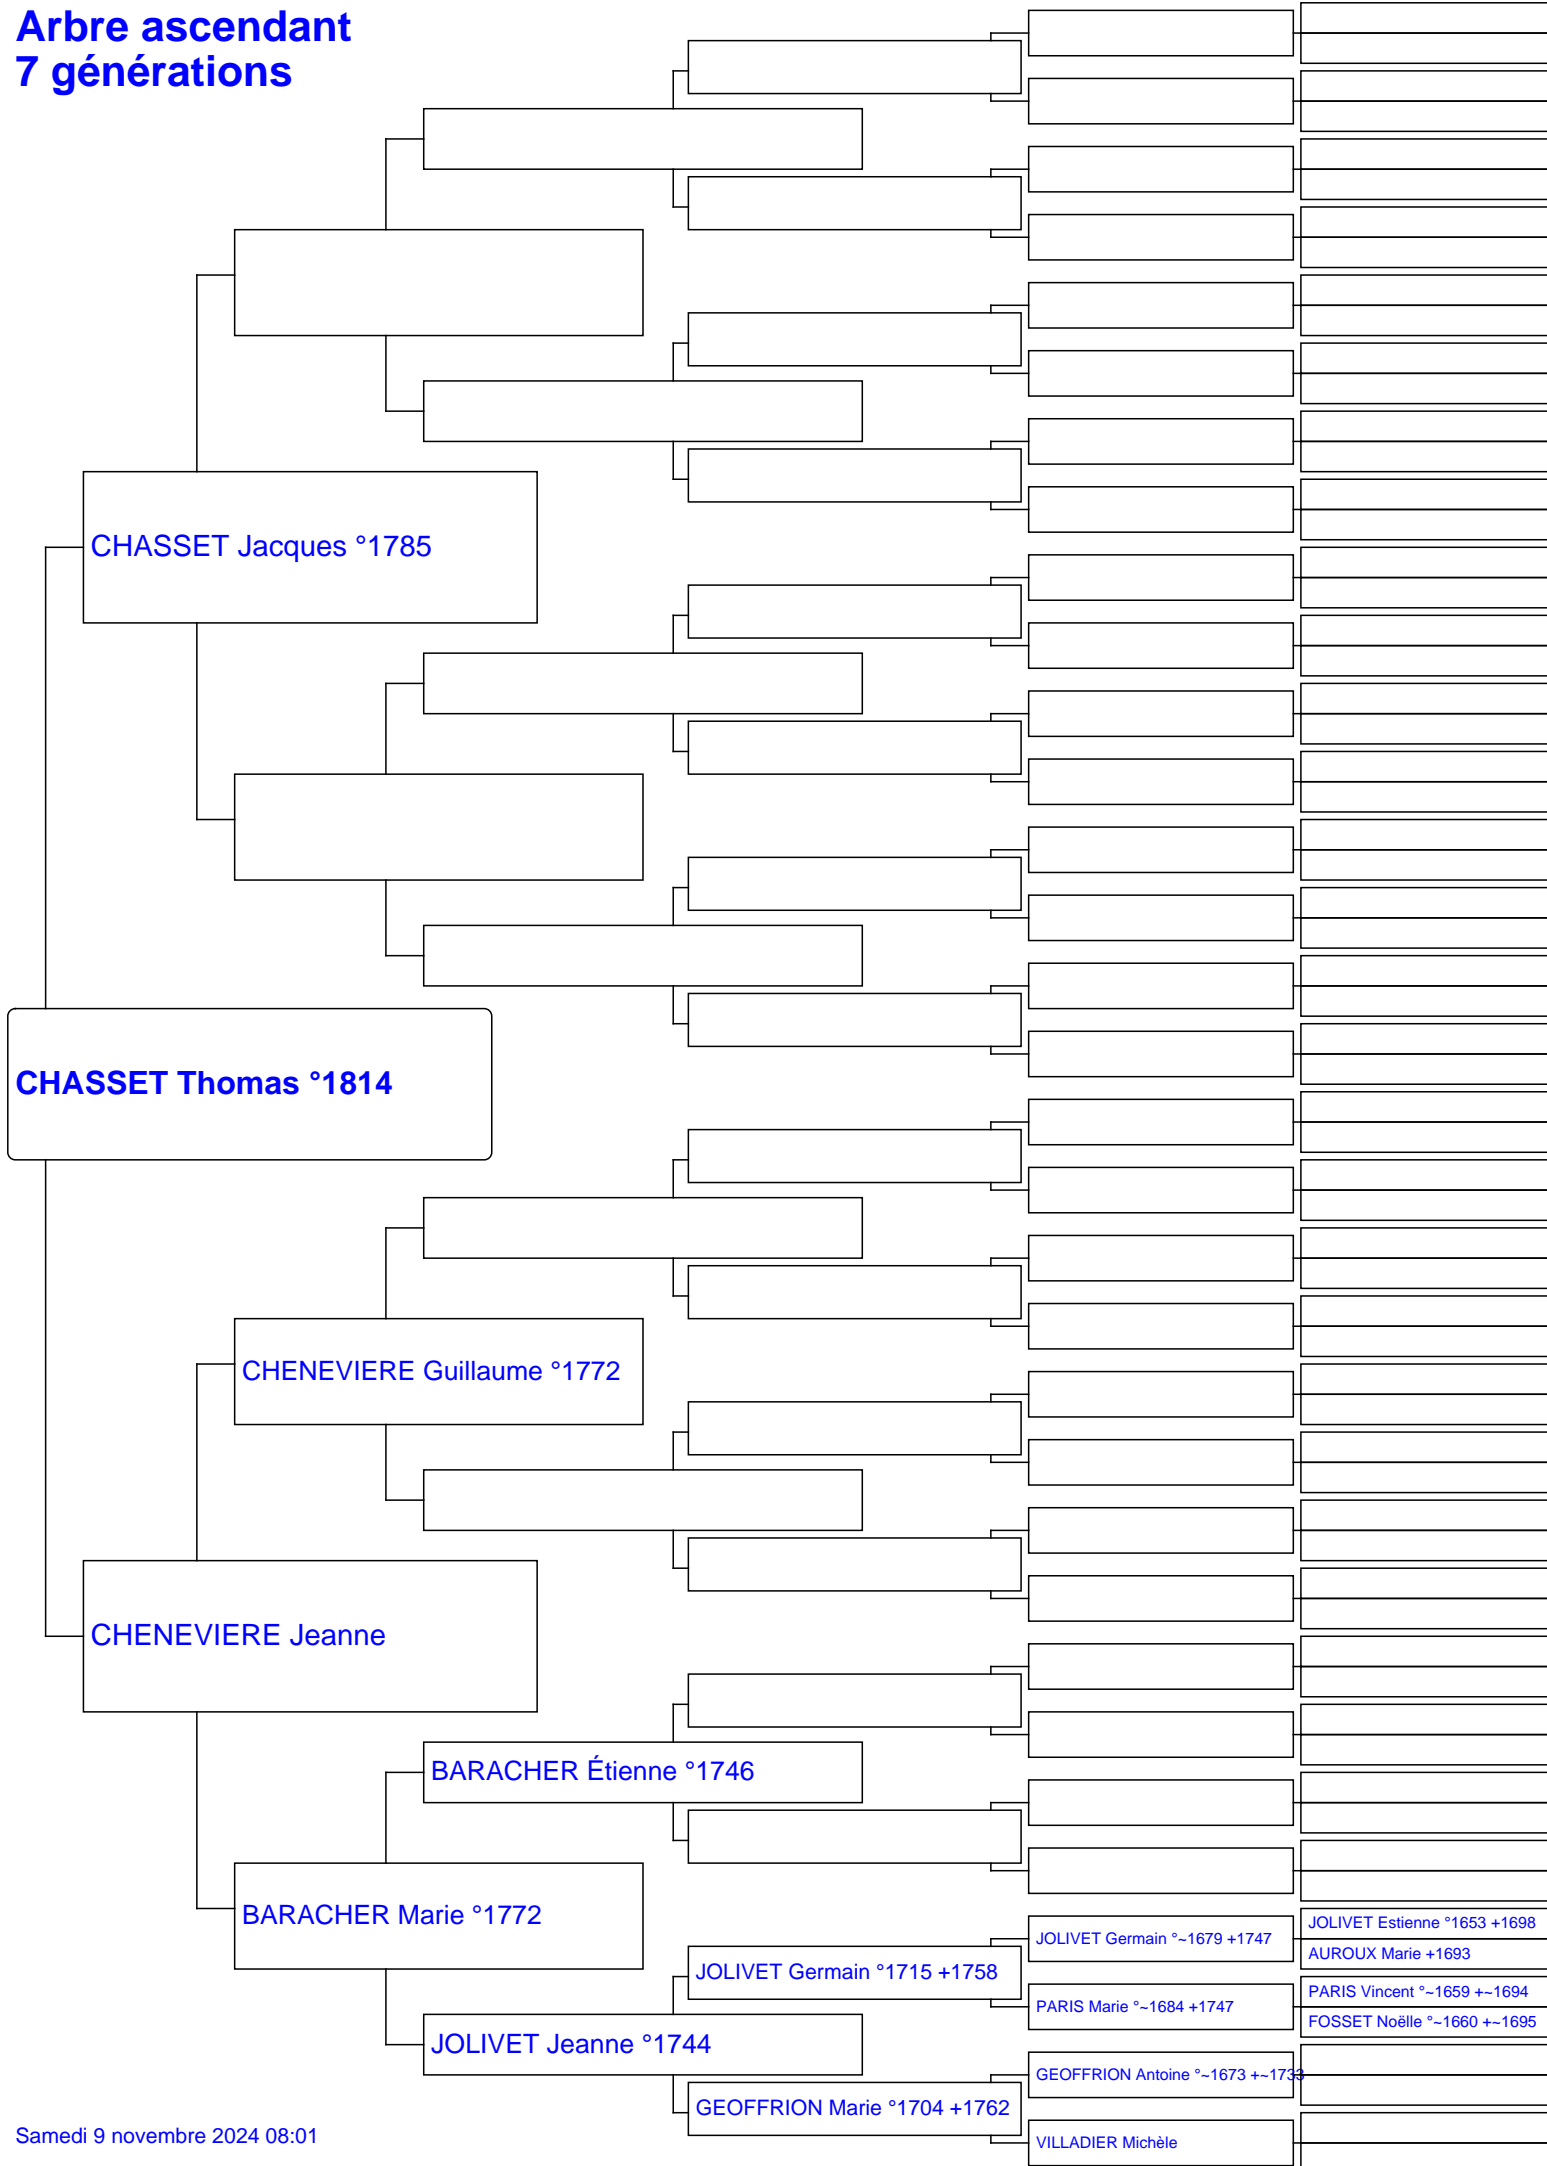 Arbre ascendant
7 générations
CHASSET Jacques °1785
CHASSET Thomas °1814
CHENEVIERE Guillaume °1772
CHENEVIERE Jeanne
BARACHER Étienne °1746
BARACHER Marie °1772
JOLIVET Estienne °1653 +1698
JOLIVET Germain °~1679 +1747
AUROUX Marie +1693
JOLIVET Germain °1715 +1758
PARIS Vincent °~1659 +~1694
PARIS Marie °~1684 +1747
FOSSET Noëlle °~1660 +~1695
JOLIVET Jeanne °1744
GEOFFRION Antoine °~1673 +~1733
GEOFFRION Marie °1704 +1762
VILLADIER Michèle
Samedi 9 novembre 2024 08:01